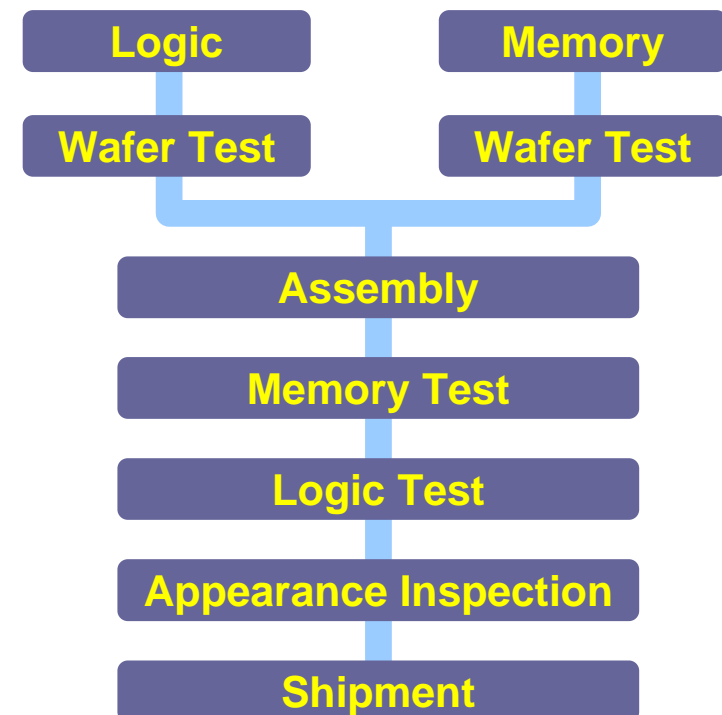 Logic
Memory
Wafer Test
Wafer Test
Assembly
Memory Test
Logic Test
Appearance Inspection
Shipment